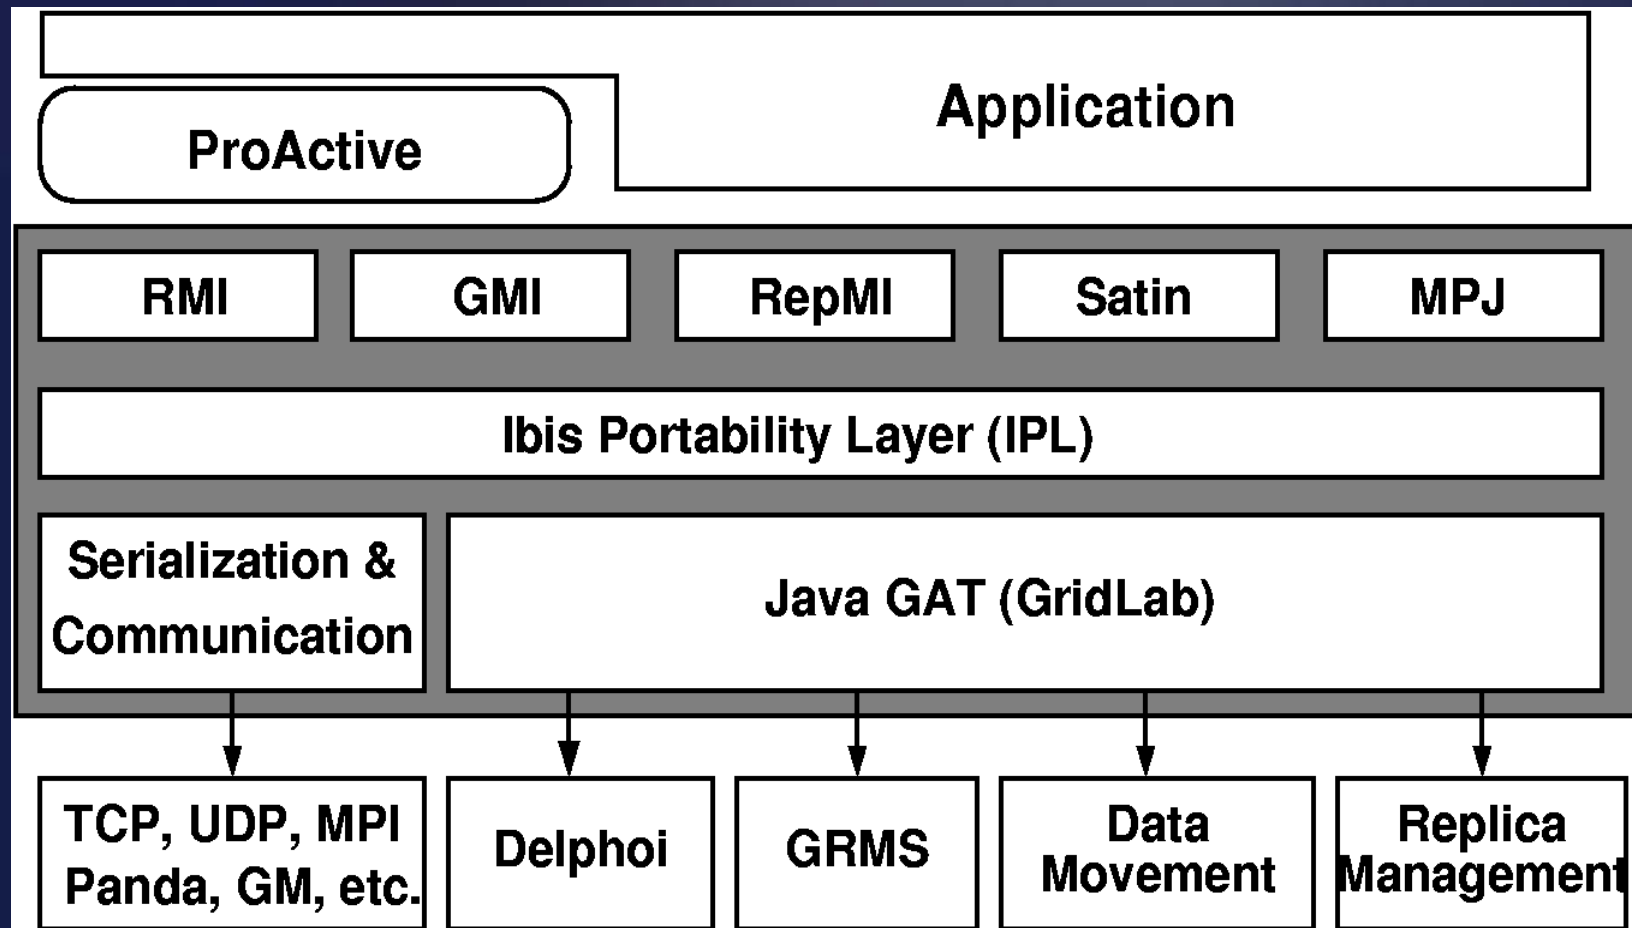 Application
ProActive
RMI
GMI
RepMI
Satin
MPJ
Ibis Portability Layer (IPL)
Serialization &
Communication
Java GAT (GridLab)
TCP, UDP, MPI
Panda, GM, etc.
Delphoi
GRMS
Data
Movement
Replica
Management